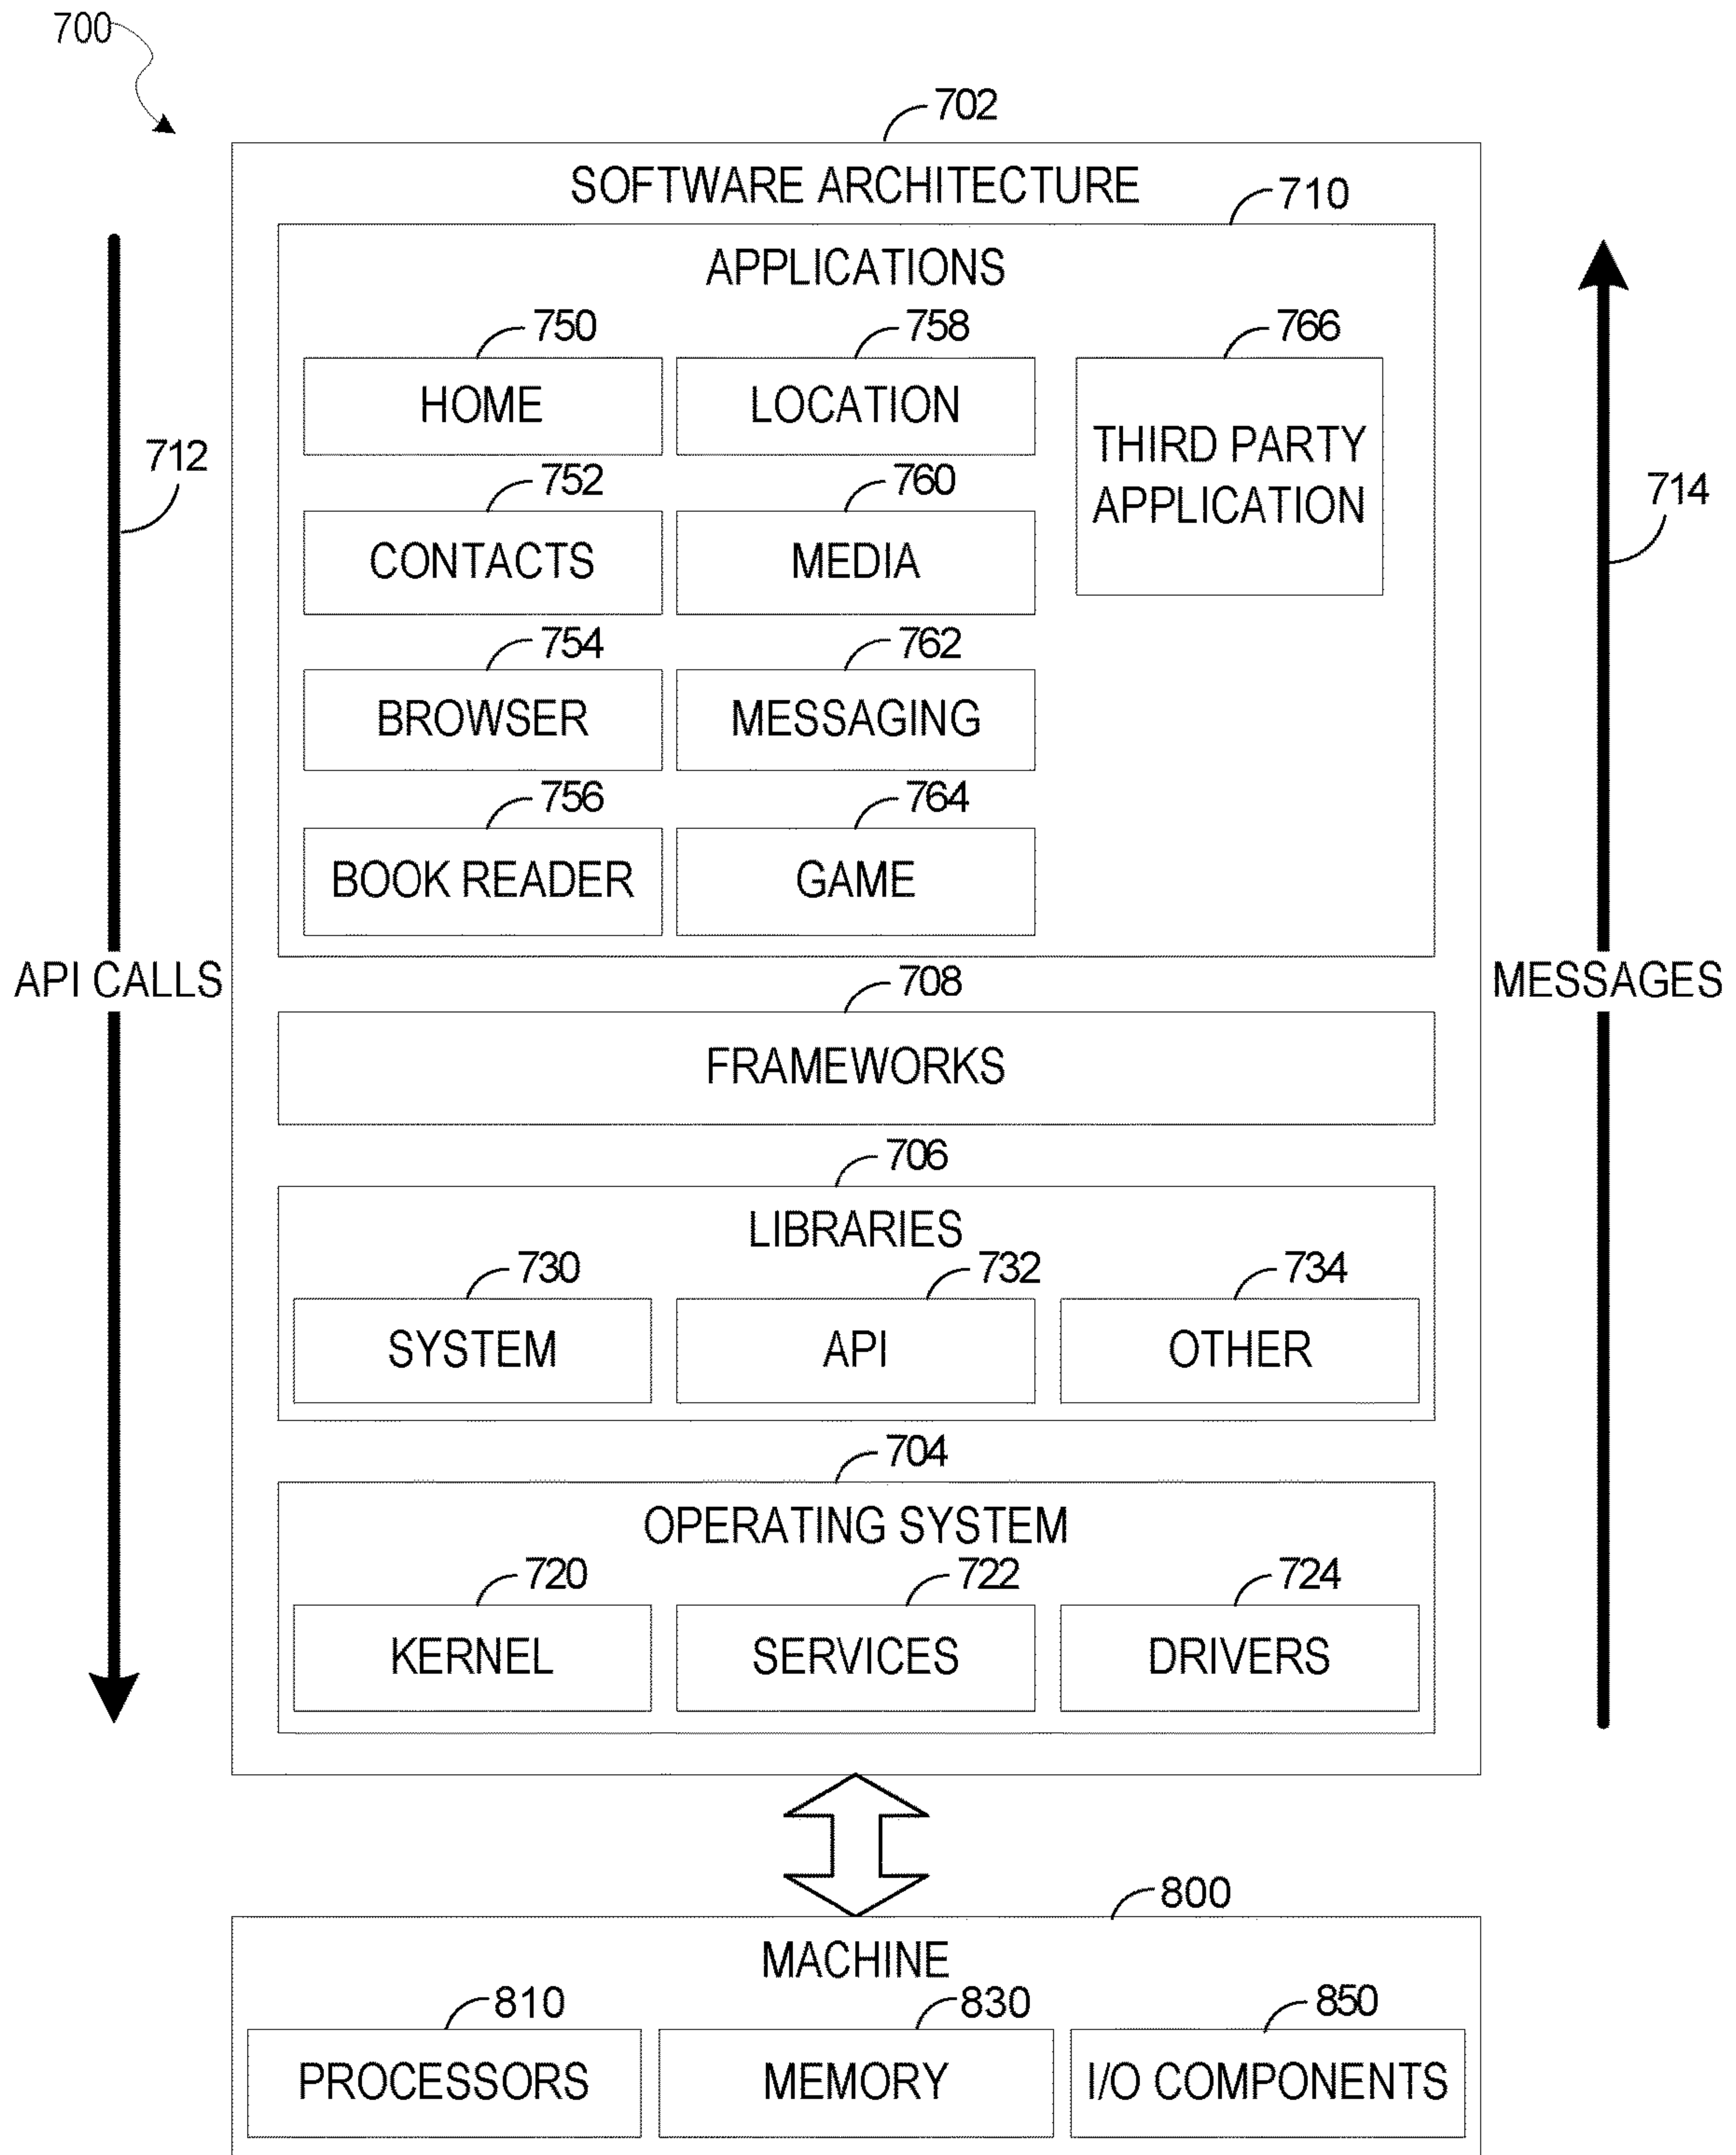 700
702
SOFTWARE ARCHITECTURE
710
APPLICATIONS
750
758
766
HOME
LOCATION
THIRD PARTY
APPLICATION
712
752
760
714
CONTACTS
MEDIA
754
762
BROWSER
MESSAGING
756
764
BOOK READER
GAME
API CALLS
MESSAGES
708
FRAMEWORKS
706
LIBRARIES
730
732
734
SYSTEM
API
OTHER
704
OPERATING SYSTEM
720
722
724
KERNEL
SERVICES
DRIVERS
800
MACHINE
810
830
850
PROCESSORS
MEMORY
I/O COMPONENTS